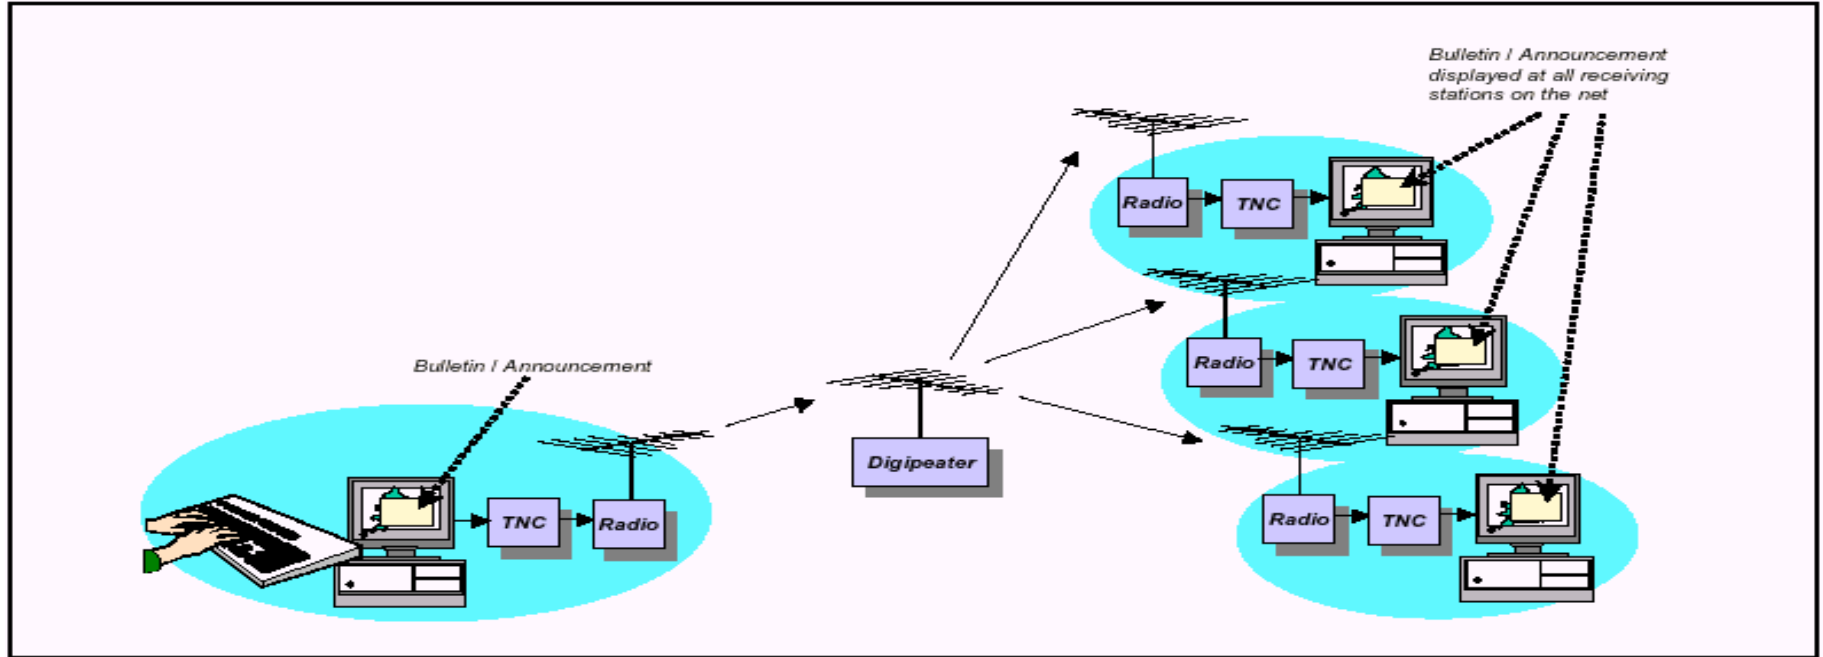 Bulletin / Announcement
displayed at all receiving
stations on the net
Radio
TNC
Radio
TNC
Bulletin / Announcement
Digipeater
TNC
Radio
Radio
TNC